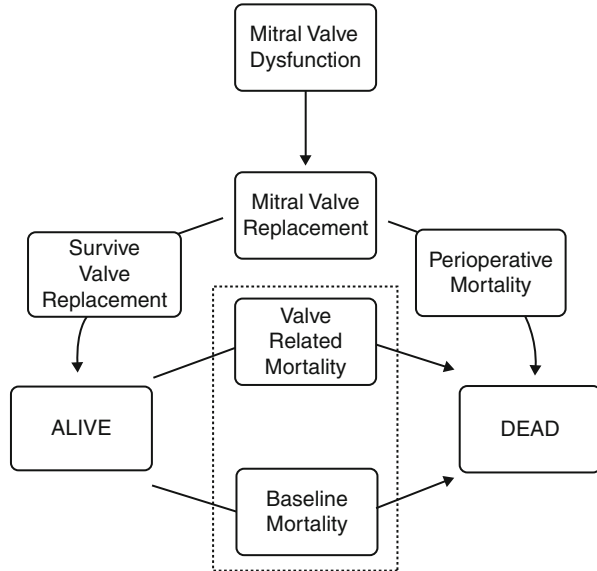 Mitral Valve
Dysfunction
Mitral Valve
Replacement
Survive
Valve
Replacement
Perioperative
Mortality
Valve
Related
Mortality
ALIVE
DEAD
Baseline
Mortality